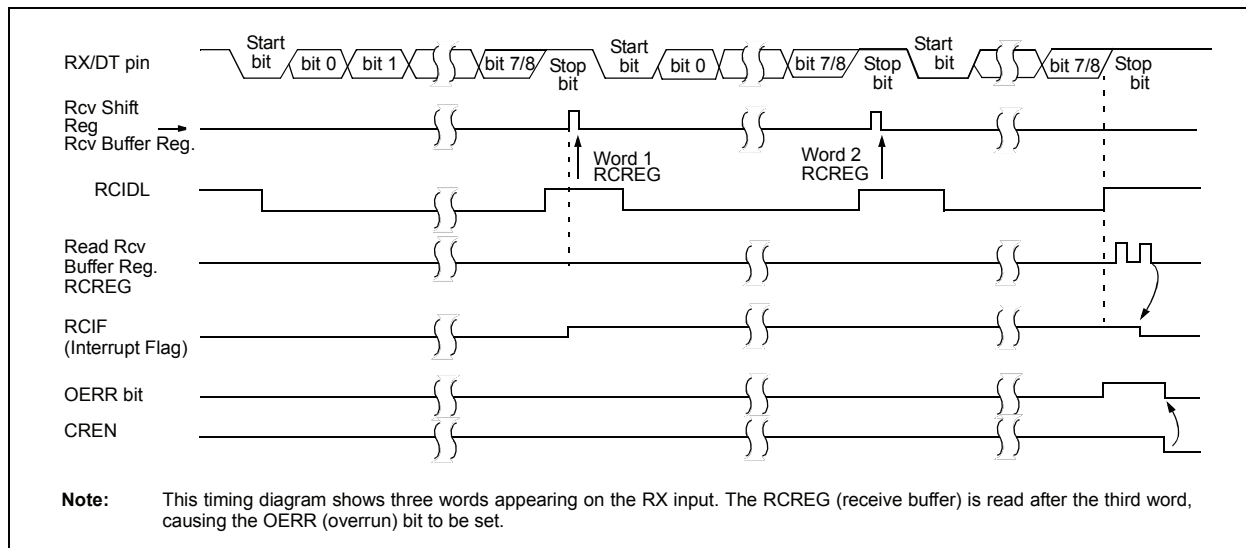 RX/DT pin
Start
bit
bit 0
bit 1
bit 7/8
Stop
bit
Start
bit
bit 0
bit 7/8
Stop
bit
Start
bit
bit 7/8
Stop
bit
Rcv Shift
Reg
Rcv Buffer Reg.
Word 1
RCREG
Word 2
RCREG
RCIDL
Read Rcv
Buffer Reg.
RCREG
RCIF
(Interrupt Flag)
OERR bit
CREN
Note: This timing diagram shows three words appearing on the RX input. The RCREG (receive buffer) is read after the third word,
causing the OERR (overrun) bit to be set.